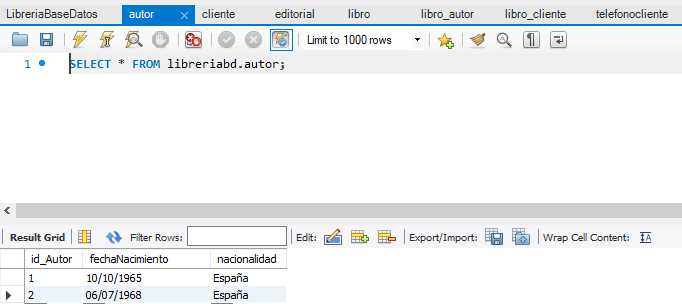 LibreriaBaseDatos autor × cliente editorial libro libro_autor libro_cliente telefonocliente
Limit to 1000 rows
1 SELECT * FROM libreriabd.autor;
Result Grid Filter Rows: Edit: Export/Import: Wrap Cell Content:
id_Autor fechaNacimiento nacionalidad
1 10/10/1965 España
2 06/07/1968 España